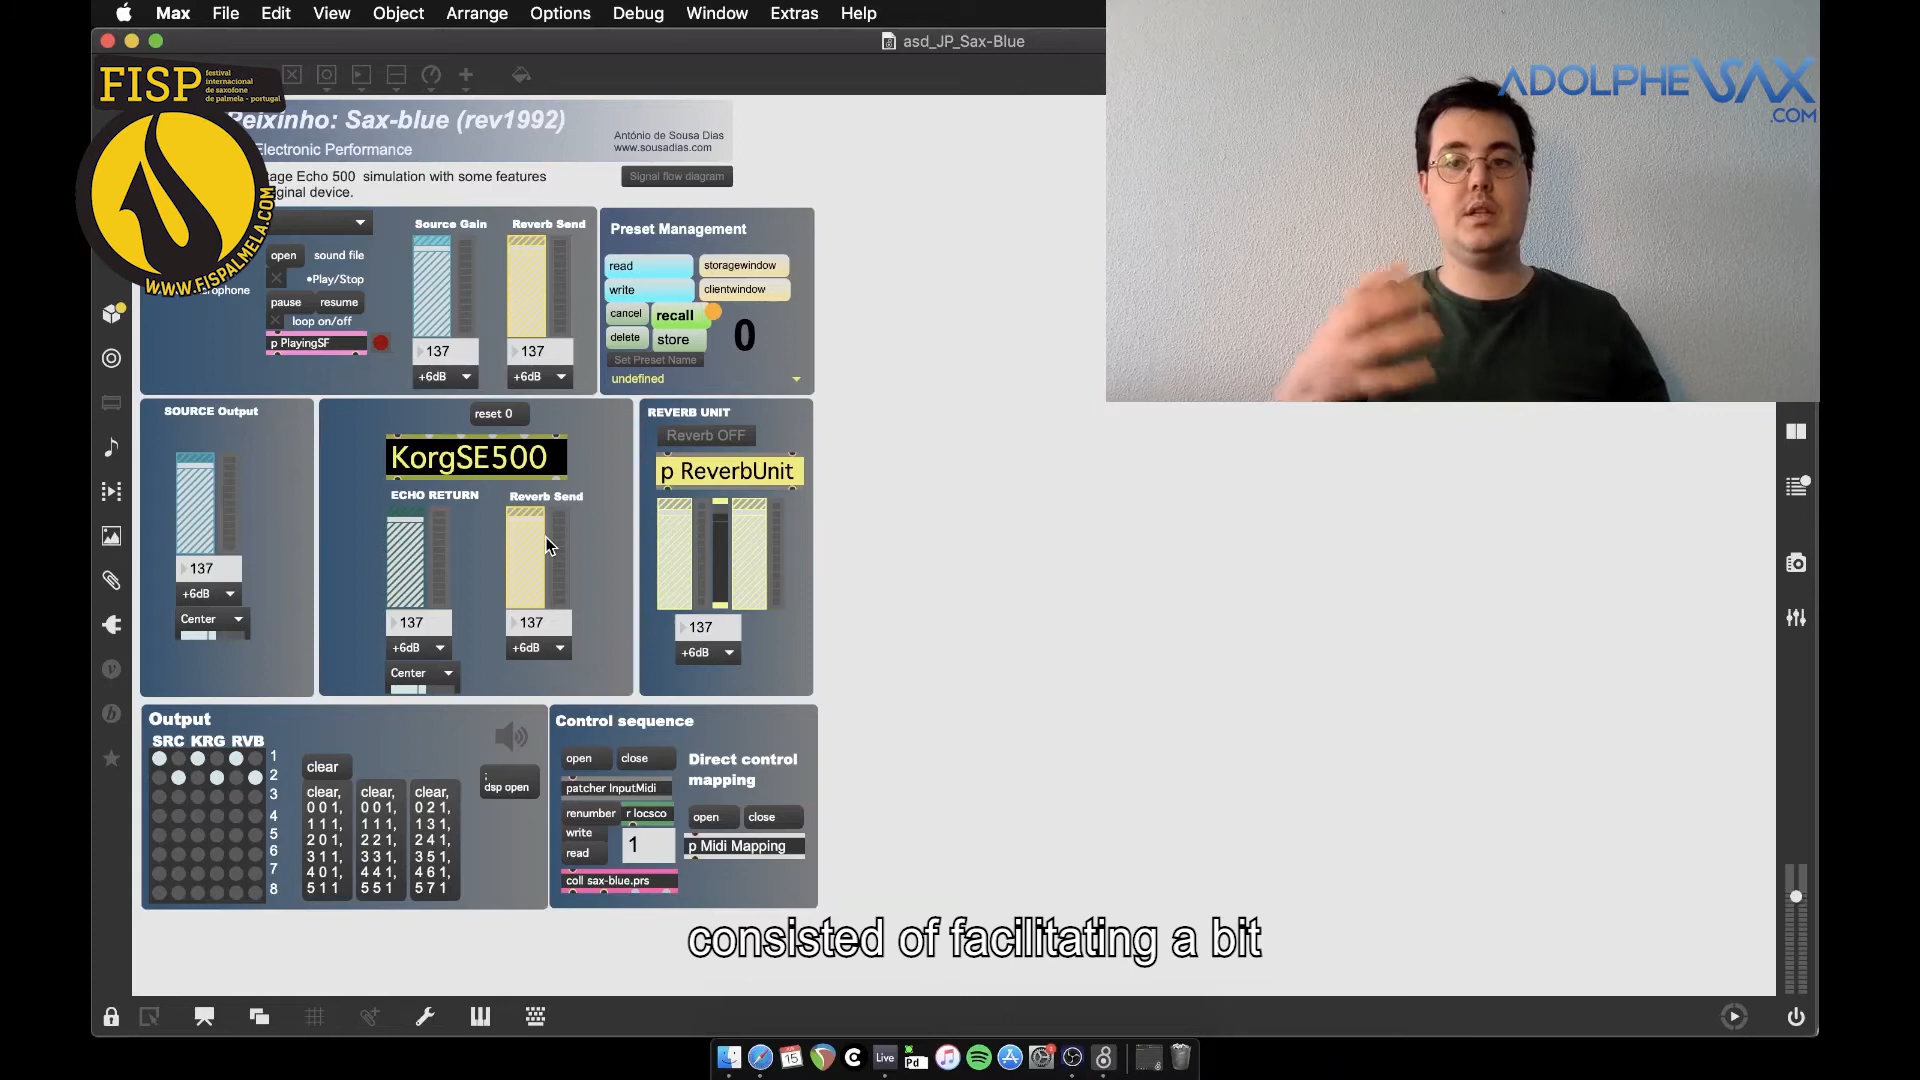 Max File Edit View Object Arrange Options Debug Window Extras Help
asd_JP_Sax-Blue
FISP festival
internacional
de saxofone
de palmela - portugal
WWW.FISPALMELA.COM
ADOLPHE SAX
.COM
Peixinho: Sax-blue (rev1992)
Electronic Performance
António de Sousa Dias
www.sousadias.com
tage Echo 500 simulation with some features
iginal device.
Signal flow diagram
Source Gain
Reverb Send
open sound file
•Play/Stop
rophone
pause resume
loop on/off
p PlayingSF
137
137
+6dB
+6dB
Preset Management
read storagewindow
write clientwindow
cancel recall
delete store
0
Set Preset Name
undefined
SOURCE Output
137
+6dB
Center
reset 0
KorgSE500
ECHO RETURN
Reverb Send
137
137
+6dB
+6dB
Center
REVERB UNIT
Reverb OFF
p ReverbUnit
137
+6dB
Output
SRC KRG RVB
1
2
3
4
5
6
7
8
clear
clear,
0 0 1,
1 1 1,
2 0 1,
3 1 1,
4 0 1,
5 1 1
clear,
0 0 1,
1 1 1,
2 2 1,
3 3 1,
4 4 1,
5 5 1
clear,
0 2 1,
1 3 1,
2 4 1,
3 5 1,
4 6 1,
5 7 1
;
dsp open
Control sequence
open close
patcher InputMidi
renumber r locsco
write
read
1
coll sax-blue.prs
Direct control
mapping
open close
p Midi Mapping
consisted of facilitating a bit
15
Live
Pd